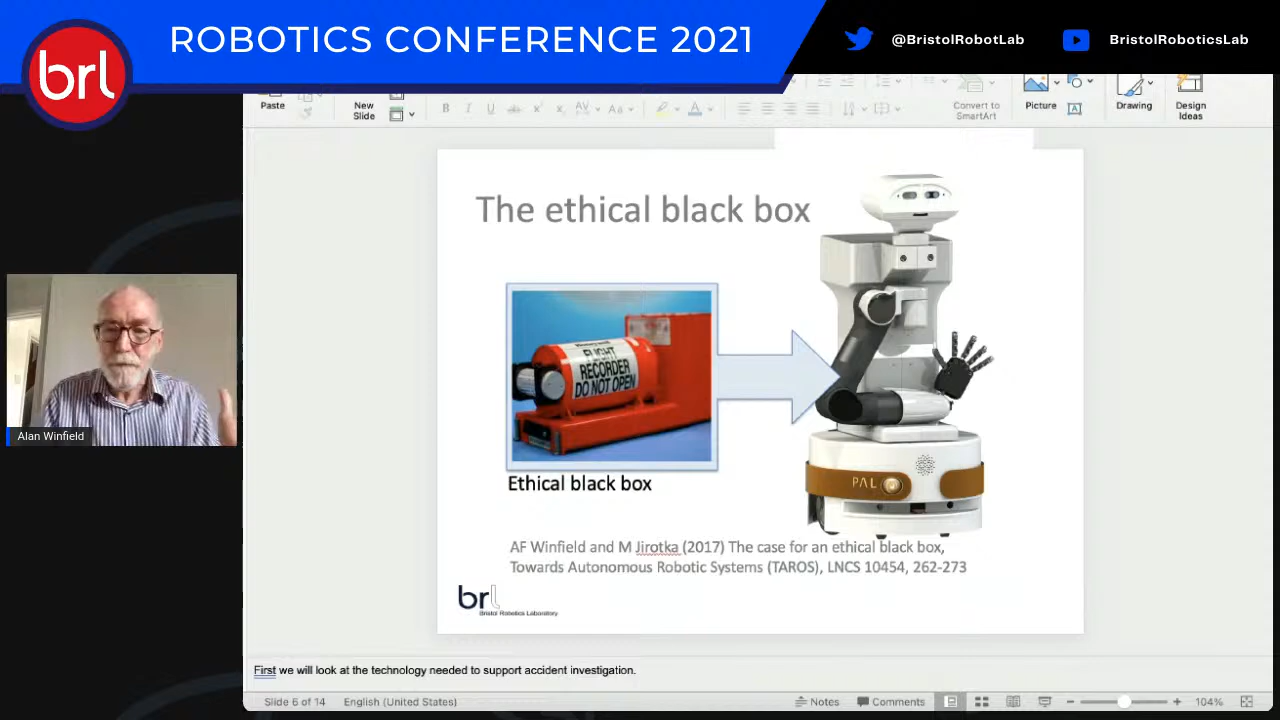 brl
ROBOTICS CONFERENCE 2021
@BristolRobotLab
BristolRoboticsLab
Paste
New
Slide
B I U ab x x AV Aa A
Convert to
SmartArt
Picture
A
Drawing
Design
Ideas
The ethical black box
Honeywell
FLIGHT
RECORDER
DO NOT OPEN
Ethical black box
PAL
AF Winfield and M Jirotka (2017) The case for an ethical black box,
Towards Autonomous Robotic Systems (TAROS), LNCS 10454, 262-273
brl
Bristol Robotics Laboratory
Alan Winfield
First we will look at the technology needed to support accident investigation.
Slide 6 of 14
English (United States)
Notes
Comments
104%